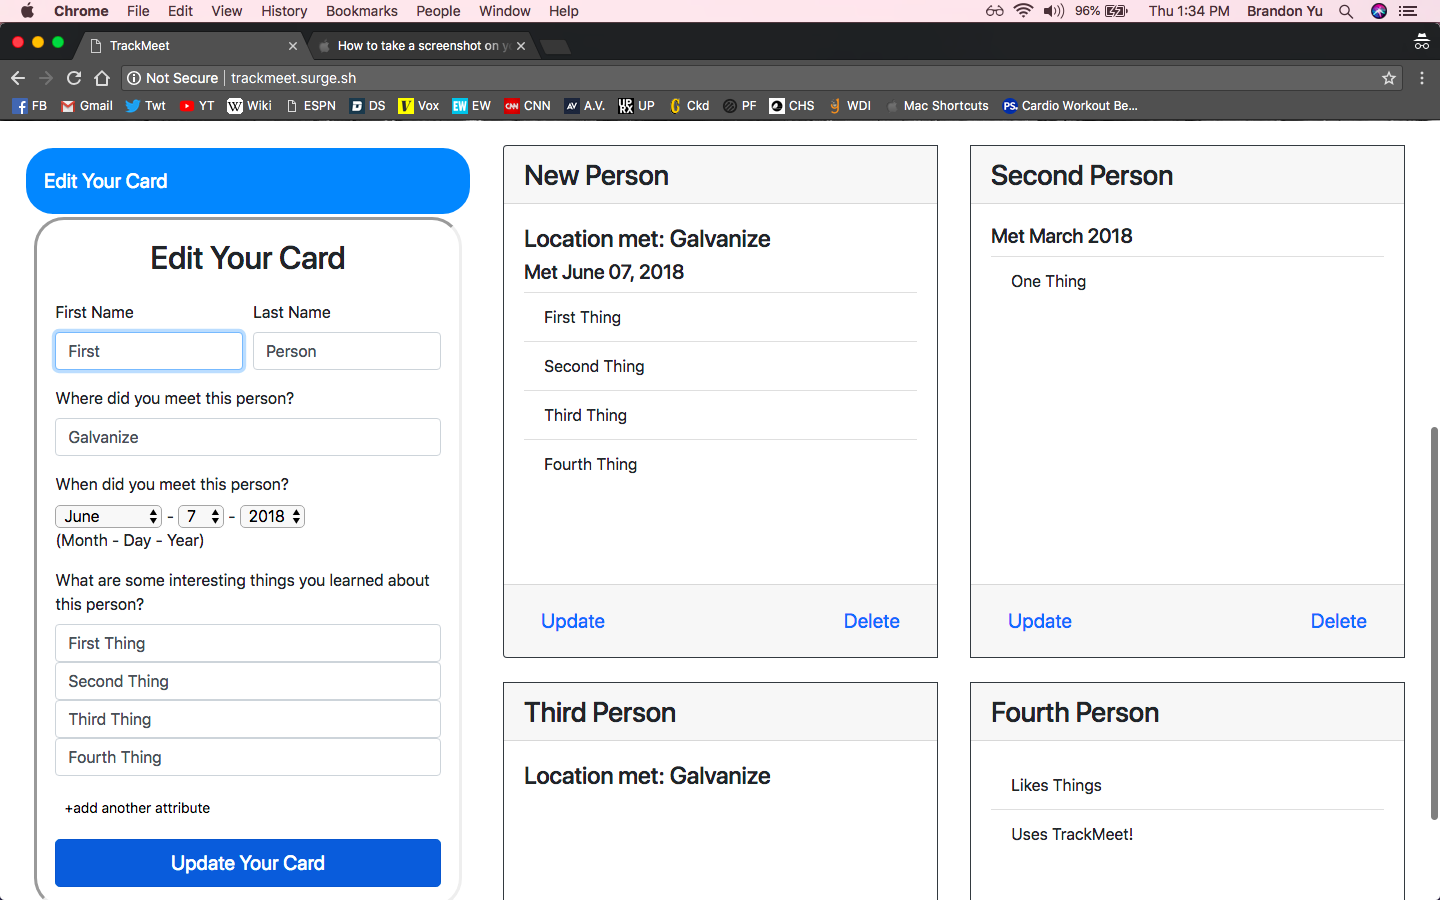 Chrome File Edit View History Bookmarks People Window Help 96% Thu 1:34 PM Brandon Yu
TrackMeet
How to take a screenshot on yo
Not Secure trackmeet.surge.sh
FB Gmail Twt YT Wiki ESPN DS Vox EW CNN A.V. UP Ckd PF CHS WDI Mac Shortcuts Cardio Workout Be...
Edit Your Card
Edit Your Card
First Name Last Name
First Person
Where did you meet this person?
Galvanize
When did you meet this person?
June - 7 - 2018
(Month - Day - Year)
What are some interesting things you learned about
this person?
First Thing
Second Thing
Third Thing
Fourth Thing
+add another attribute
Update Your Card
New Person
Location met: Galvanize
Met June 07, 2018
First Thing
Second Thing
Third Thing
Fourth Thing
Update Delete
Second Person
Met March 2018
One Thing
Update Delete
Third Person
Location met: Galvanize
Fourth Person
Likes Things
Uses TrackMeet!